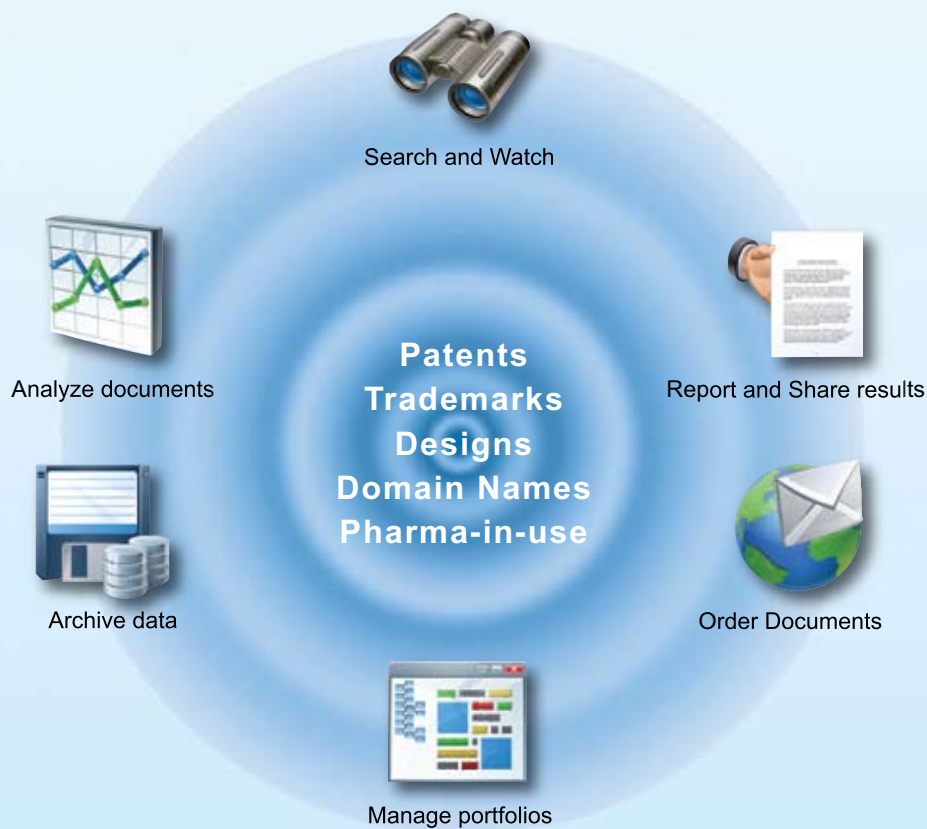 Search and Watch
Analyze documents
Report and Share results
Patents
Trademarks
Designs
Domain Names
Pharma-in-use
Archive data
Order Documents
Manage portfolios